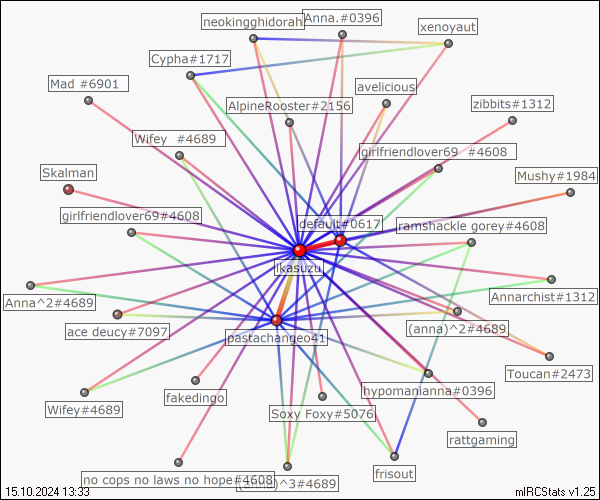 neokingghidorah
Anna.#0396
xenoyaut
Cypha#1717
Mad #6901
avelicious
AlpineRooster#2156
zibbits#1312
Wifey  #4689
girlfriendlover69  #4608
Skalman
Mushy#1984
girlfriendlover69#4608
default#0617
ramshackle gorey#4608
ikasuzu
Anna^2#4689
Annarchist#1312
ace deucy#7097
(anna)^2#4689
pastachangeo41
Toucan#2473
hypomanianna#0396
fakedingo
Wifey#4689
Soxy Foxy#5076
rattgaming
no cops no laws no hope#4608
(anna)^3#4689
frisout
15.10.2024 13:33
mIRCStats v1.25